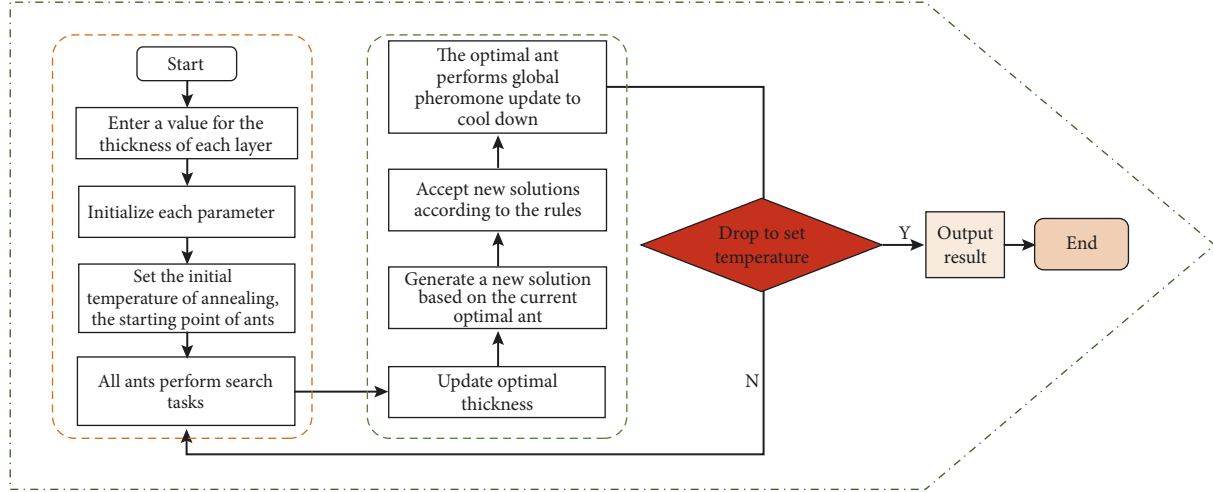 Start
Enter a value for the
thickness of each layer
Initialize each parameter
Set the initial
temperature of annealing,
the starting point of ants
All ants perform search
tasks
The optimal ant
performs global
pheromone update to
cool down
Accept new solutions
according to the rules
Generate a new solution
based on the current
optimal ant
Update optimal
thickness
Drop to set
temperature
Y
N
Output
result
End